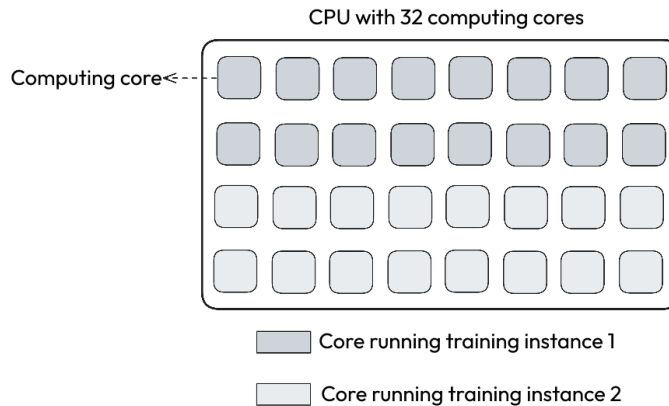 CPU with 32 computing cores
Computing core
Core running training instance 1
Core running training instance 2